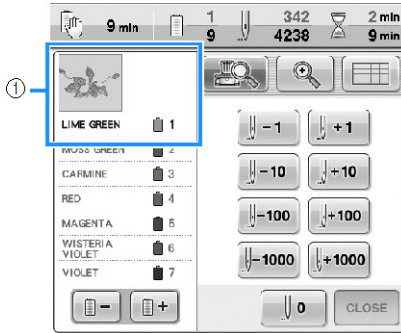 9 min
1
9
342
4238
2 min
9 min
①
LIME GREEN 1
MOSS GREEN 2
CARMINE 3
RED 4
MAGENTA 5
WISTERIA
VIOLET 6
VIOLET 7
-1
+1
-10
+10
-100
+100
-1000
+1000
-
+
0
CLOSE